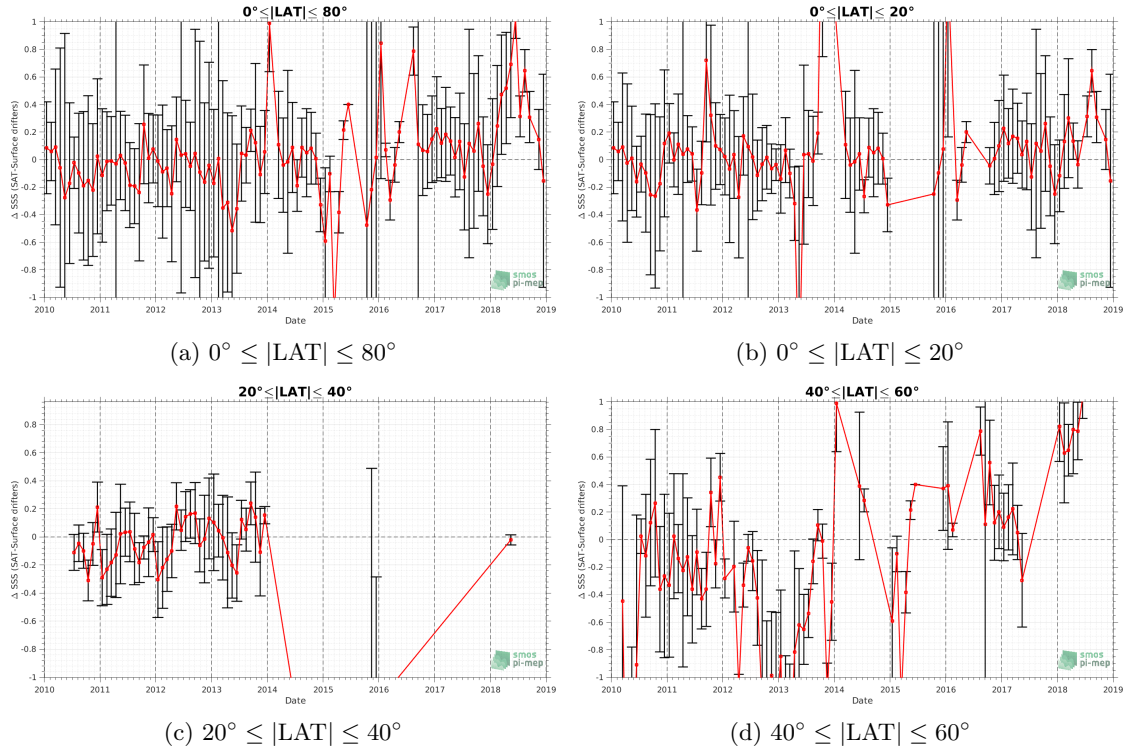 0°≤|LAT|≤ 80°
Δ SSS (SAT-Surface drifters)
1
0.8
0.6
0.4
0.2
0
-0.2
-0.4
-0.6
-0.8
-1
2010 2011 2012 2013 2014 2015 2016 2017 2018 2019
Date
smos
pi-mep
(a) 0° ≤ |LAT| ≤ 80°
0°≤|LAT|≤ 20°
Δ SSS (SAT-Surface drifters)
1
0.8
0.6
0.4
0.2
0
-0.2
-0.4
-0.6
-0.8
-1
2010 2011 2012 2013 2014 2015 2016 2017 2018 2019
Date
smos
pi-mep
(b) 0° ≤ |LAT| ≤ 20°
20°≤|LAT|≤ 40°
Δ SSS (SAT-Surface drifters)
0.8
0.6
0.4
0.2
0
-0.2
-0.4
-0.6
-0.8
-1
2010 2011 2012 2013 2014 2015 2016 2017 2018 2019
Date
smos
pi-mep
(c) 20° ≤ |LAT| ≤ 40°
40°≤|LAT|≤ 60°
Δ SSS (SAT-Surface drifters)
1
0.8
0.6
0.4
0.2
0
-0.2
-0.4
-0.6
-0.8
-1
2010 2011 2012 2013 2014 2015 2016 2017 2018 2019
Date
smos
pi-mep
(d) 40° ≤ |LAT| ≤ 60°